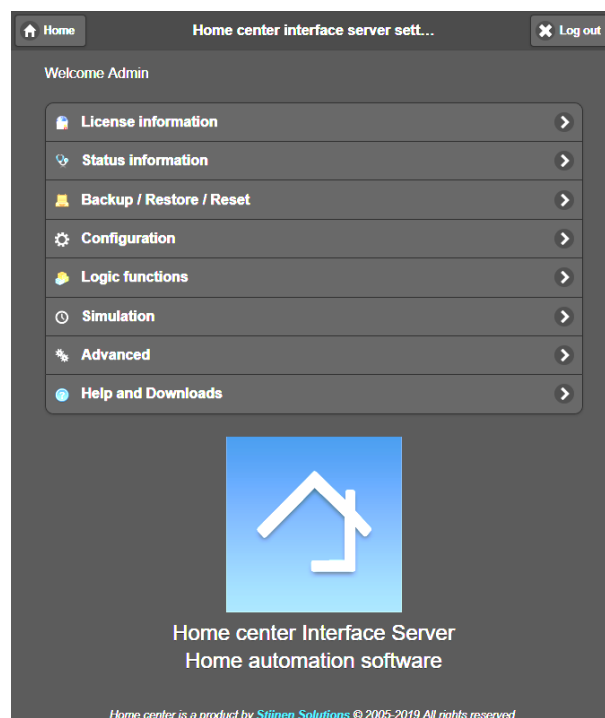 Home
Home center interface server sett...
Log out
Welcome Admin
License information
Status information
Backup / Restore / Reset
Configuration
Logic functions
Simulation
Advanced
Help and Downloads
Home center Interface Server
Home automation software
Home center is a product by Stijnen Solutions © 2005-2019 All rights reserved